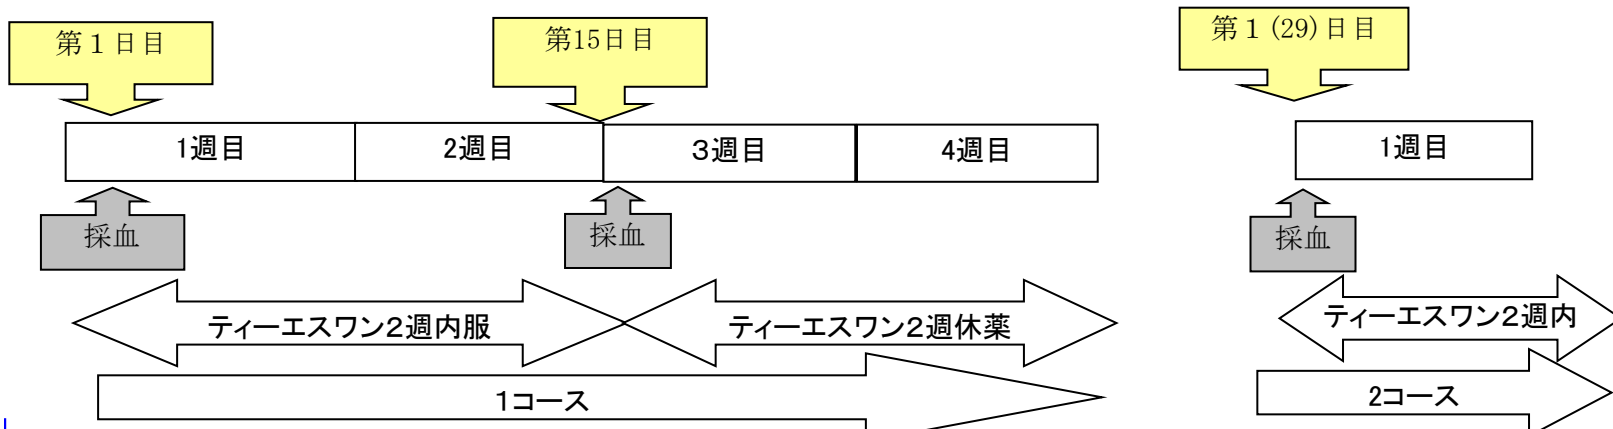 第１日目
第15日目
第１(29)日目
1週目
2週目
３週目
4週目
1週目
採血
採血
採血
ティーエスワン２週内服
ティーエスワン２週休薬
ティーエスワン２週内
１コース
2コース